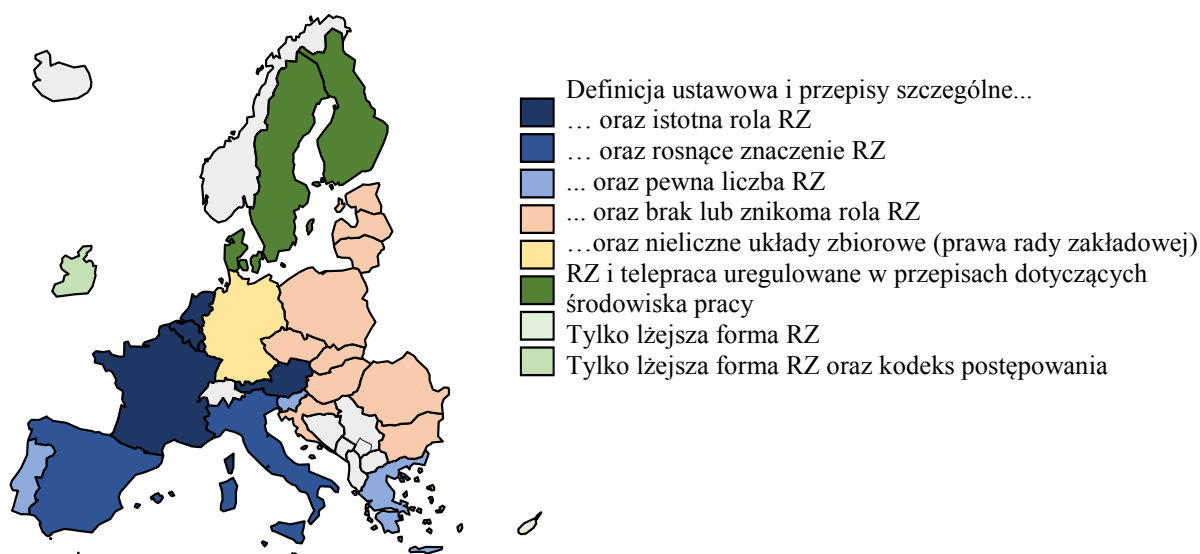 Definicja ustawowa i przepisy szczególne...
… oraz istotna rola RZ
… oraz rosnące znaczenie RZ
... oraz pewna liczba RZ
... oraz brak lub znikoma rola RZ
…oraz nieliczne układy zbiorowe (prawa rady zakładowej)
RZ i telepraca uregulowane w przepisach dotyczących
środowiska pracy
Tylko lżejsza forma RZ
Tylko lżejsza forma RZ oraz kodeks postępowania